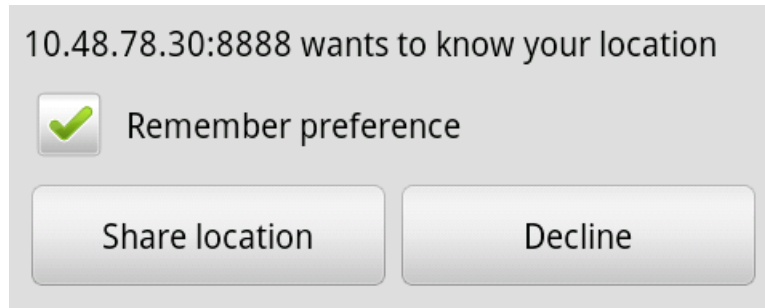 10.48.78.30:8888 wants to know your location
Remember preference
Share location
Decline